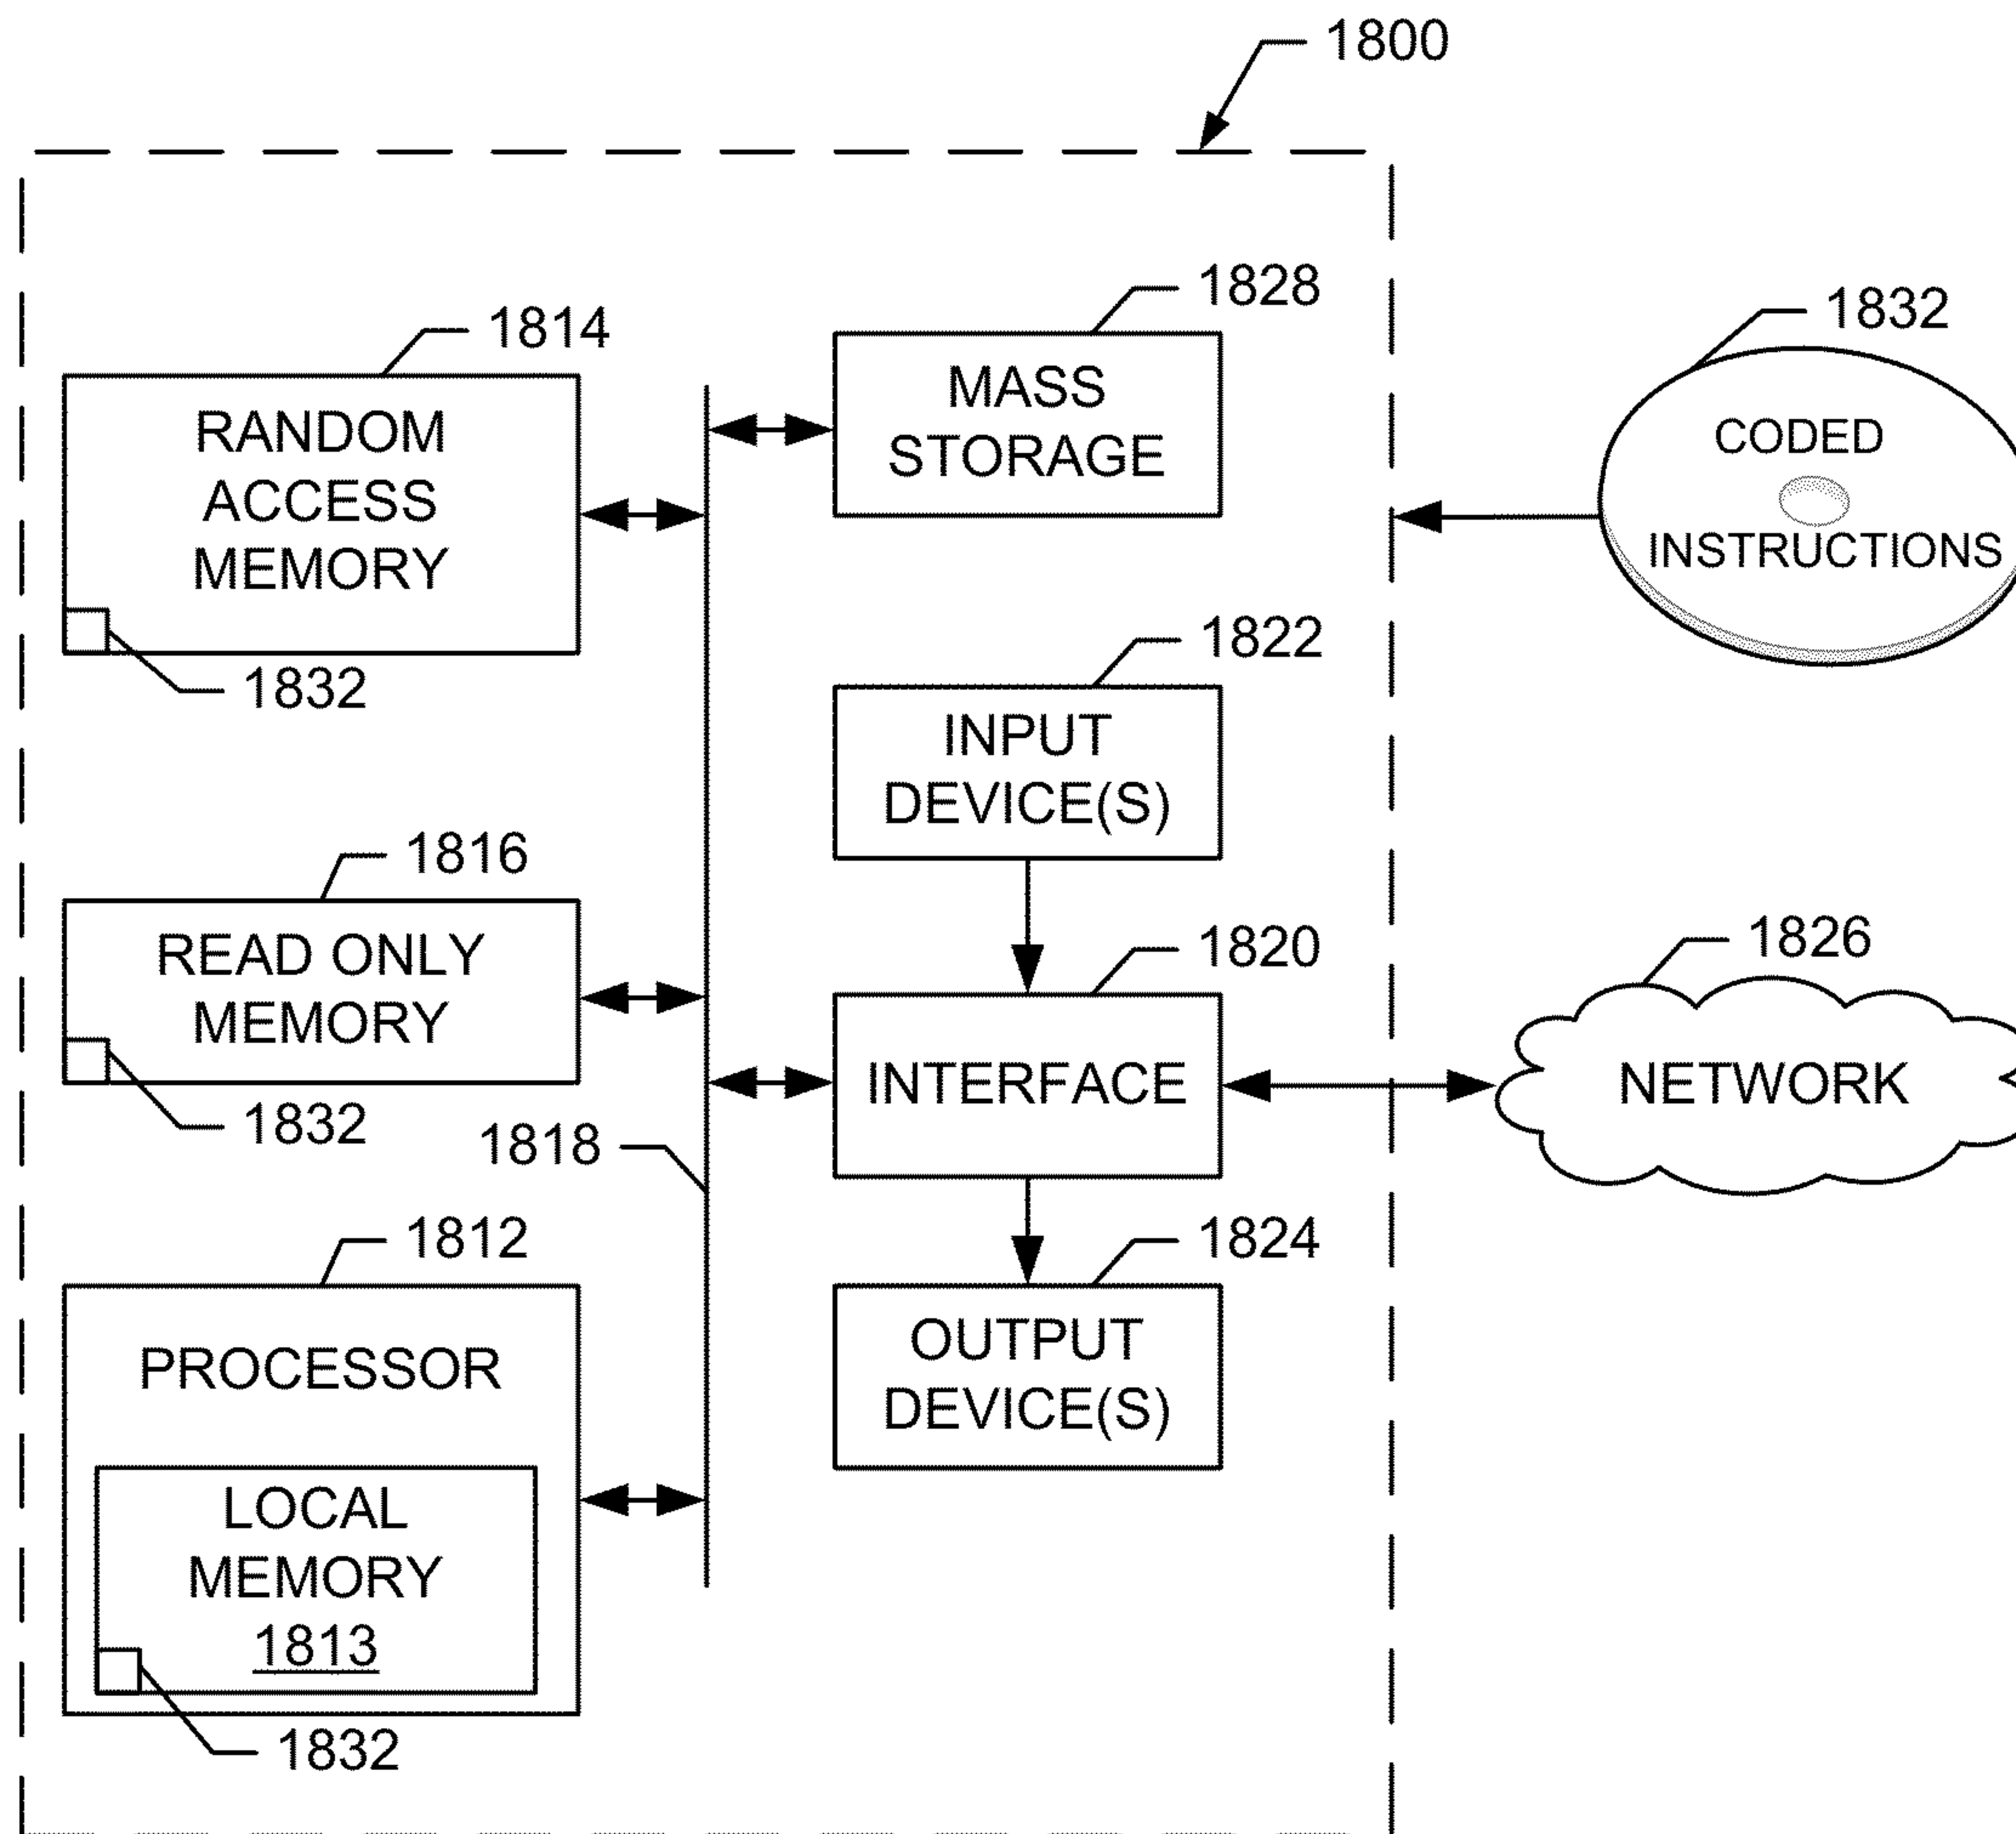 1800
1828
1814
1832
MASS
STORAGE
RANDOM
ACCESS
MEMORY
CODED
INSTRUCTIONS
1832
1822
INPUT
DEVICE(S)
1816
READ ONLY
MEMORY
1832
1820
1826
INTERFACE
NETWORK
1818
1812
1824
PROCESSOR
OUTPUT
DEVICE(S)
LOCAL
MEMORY
1813
1832